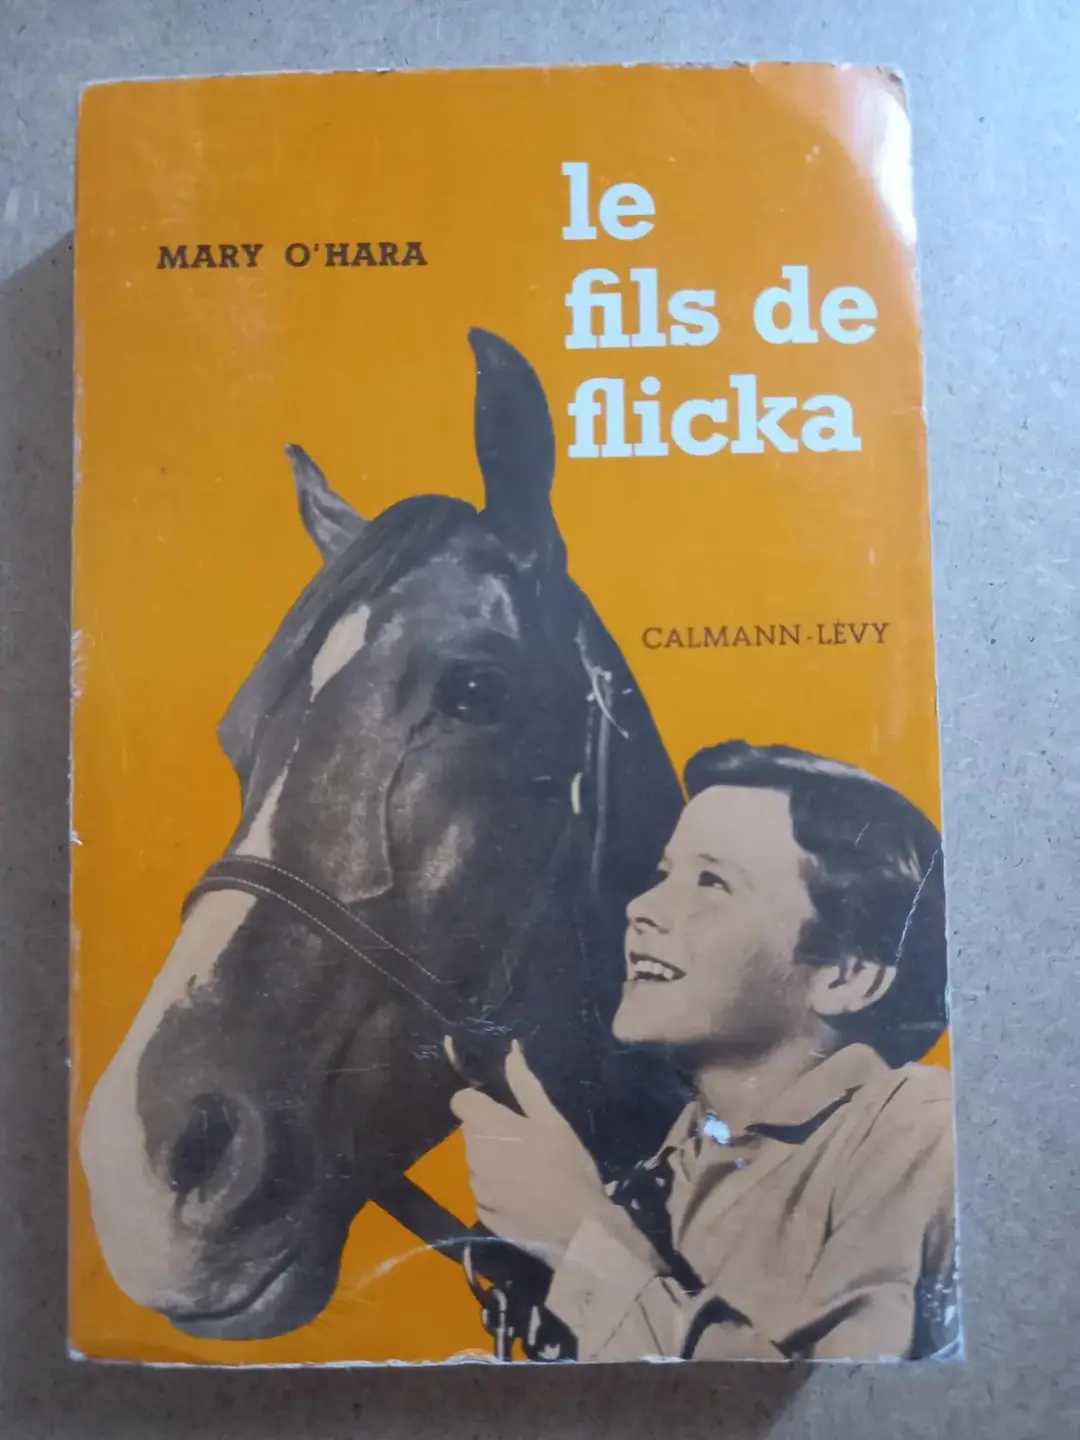 MARY O'HARA
le
fils de
flicka
CALMANN-LÉVY